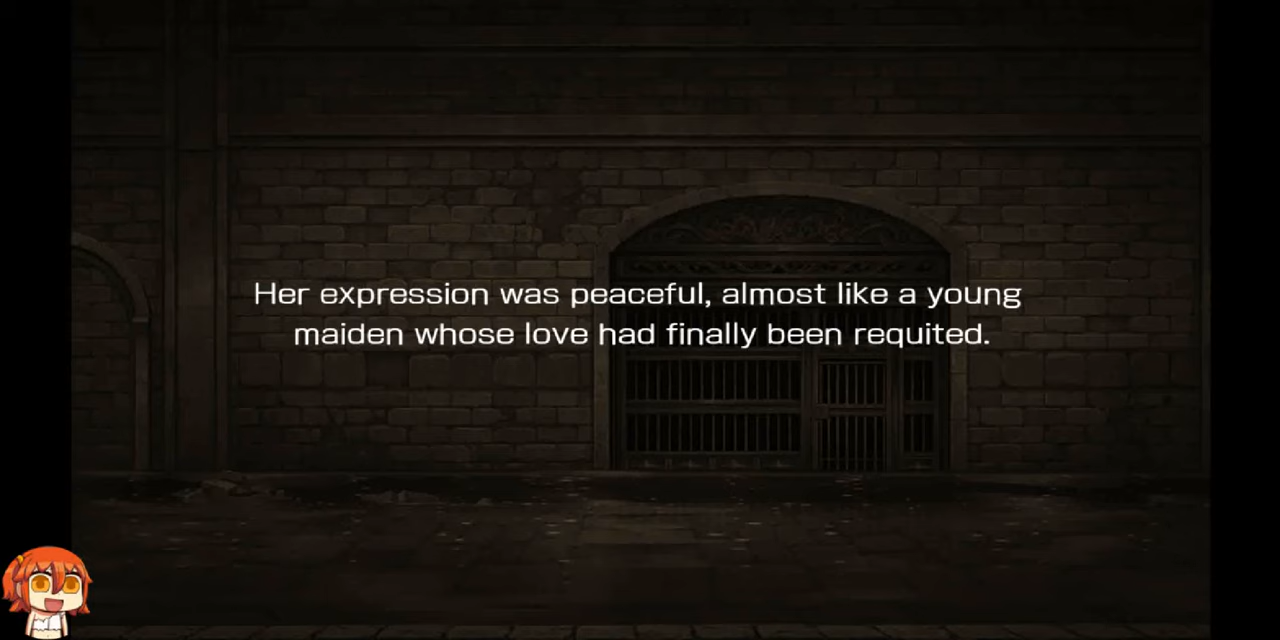 Her expression was peaceful, almost like a young
maiden whose love had finally been requited.